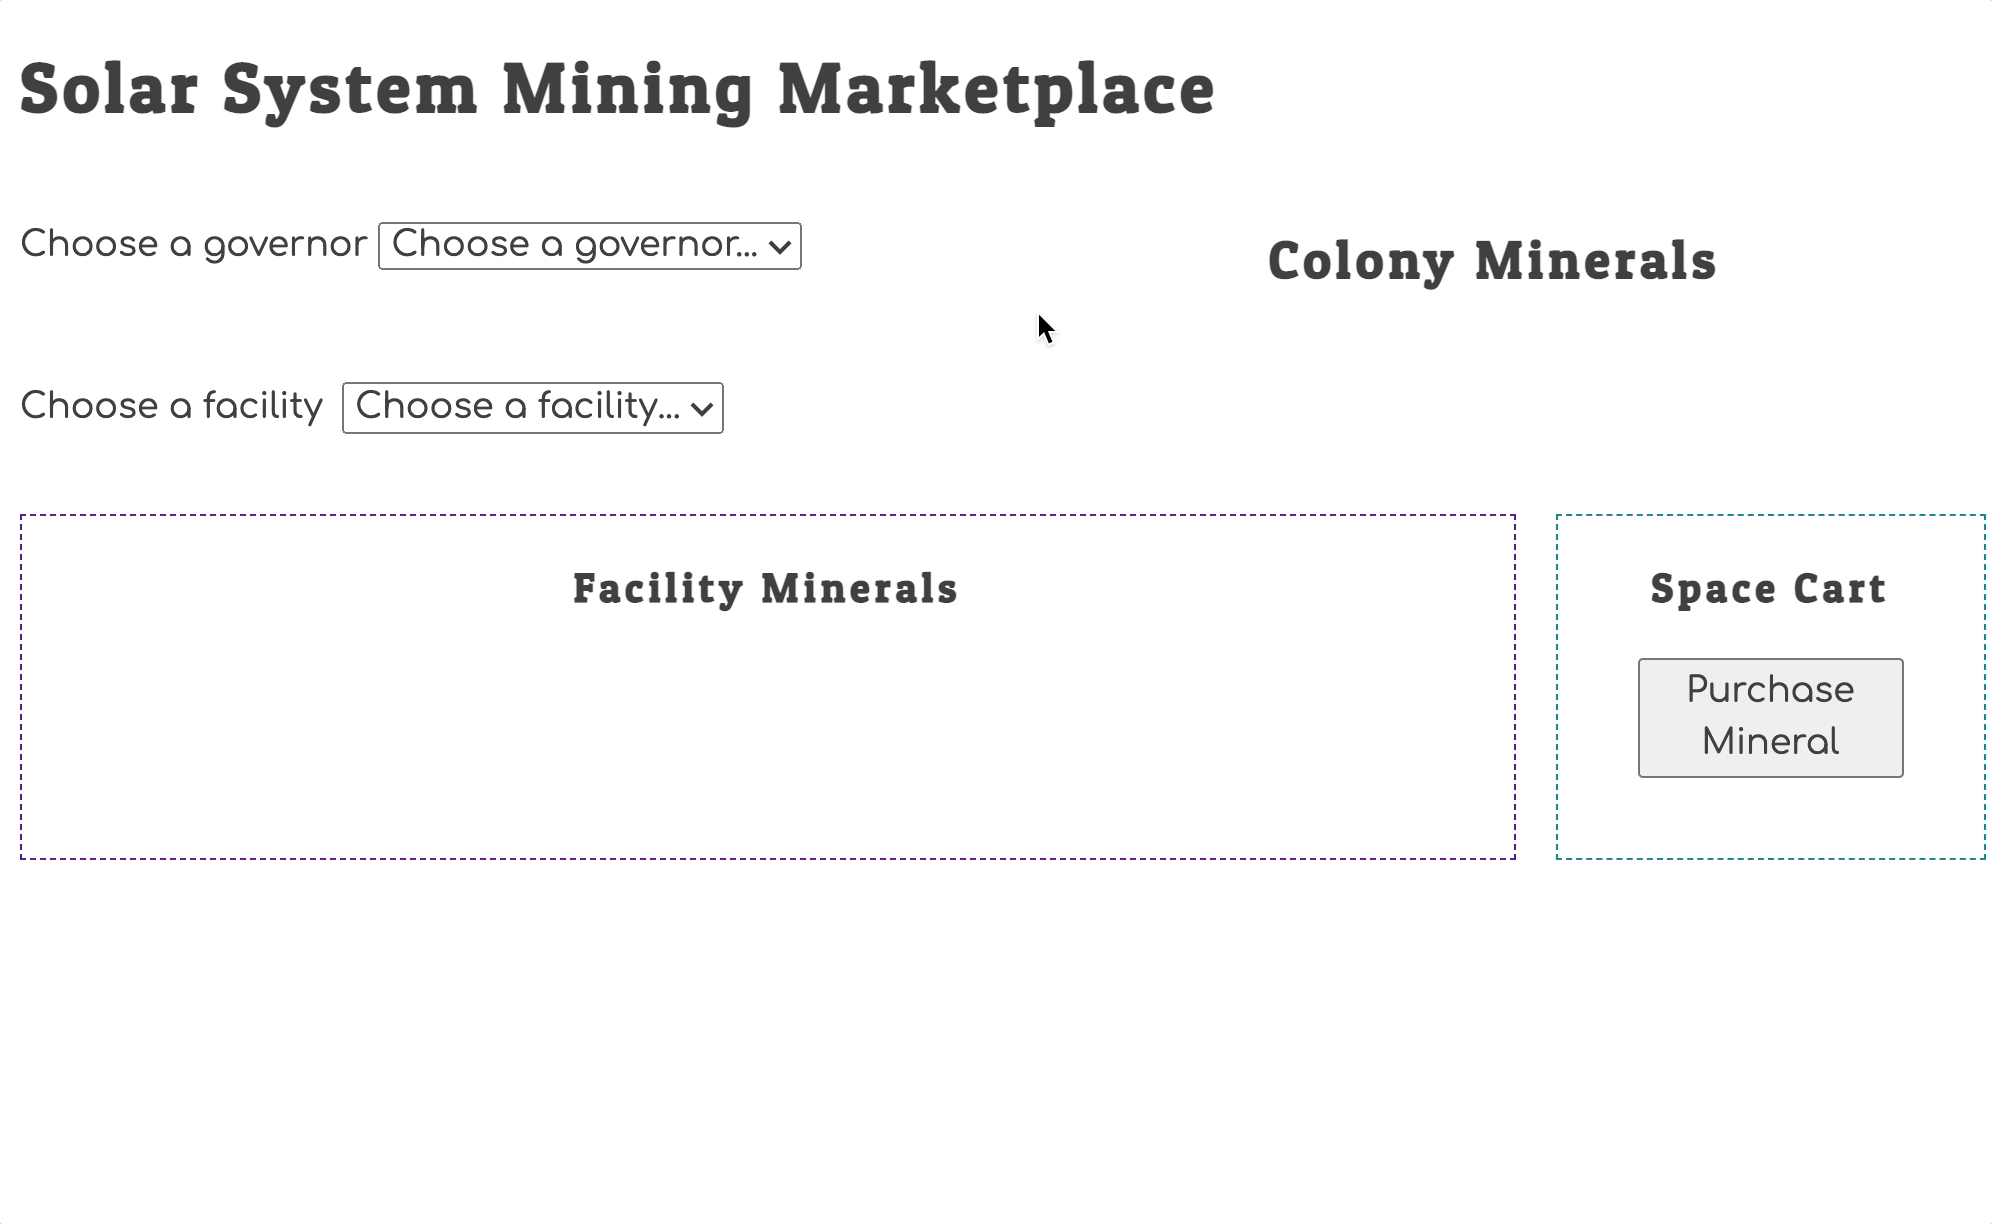 Solar System Mining Marketplace
Choose a governor Choose a governor...
Colony Minerals
Choose a facility Choose a facility...
Facility Minerals
Space Cart
Purchase
Mineral